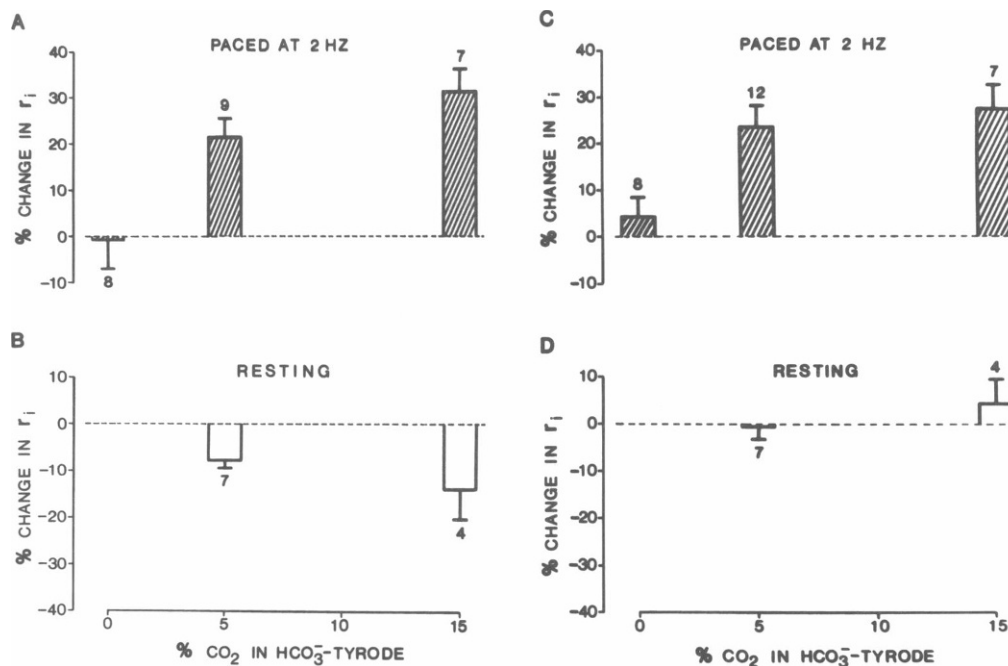 A
PACED AT 2 HZ
% CHANGE IN ri
40
30
20
10
0
-10
8
9
7
B
RESTING
% CHANGE IN ri
10
0
-10
-20
-30
-40
7
4
0 5 10 15
% CO2 IN HCO3̄-TYRODE
C
PACED AT 2 HZ
% CHANGE IN ri
40
30
20
10
0
-10
8
12
7
D
RESTING
% CHANGE IN ri
10
0
-10
-20
-30
-40
7
4
0 5 10 15
% CO2 IN HCO3̄-TYRODE